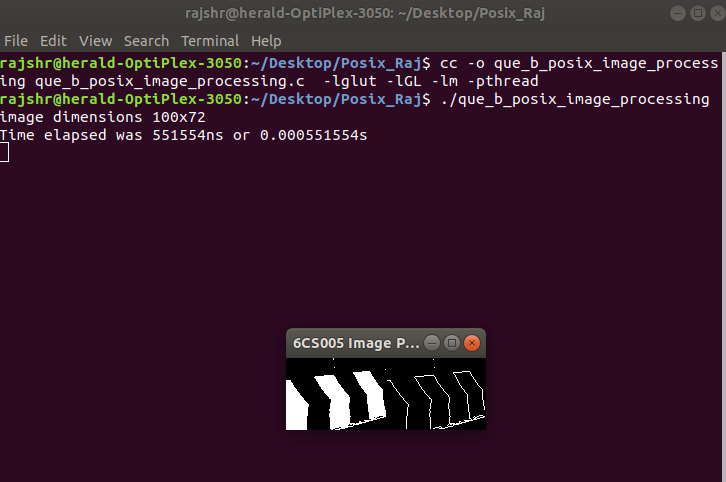 rajshr@herald-OptiPlex-3050: ~/Desktop/Posix_Raj
File Edit View Search Terminal Help
rajshr@herald-OptiPlex-3050:~/Desktop/Posix_Raj$ cc -o que_b_posix_image_process
ing que_b_posix_image_processing.c  -lglut -lGL -lm -pthread
rajshr@herald-OptiPlex-3050:~/Desktop/Posix_Raj$ ./que_b_posix_image_processing
image dimensions 100x72
Time elapsed was 551554ns or 0.000551554s
6CS005 Image P...